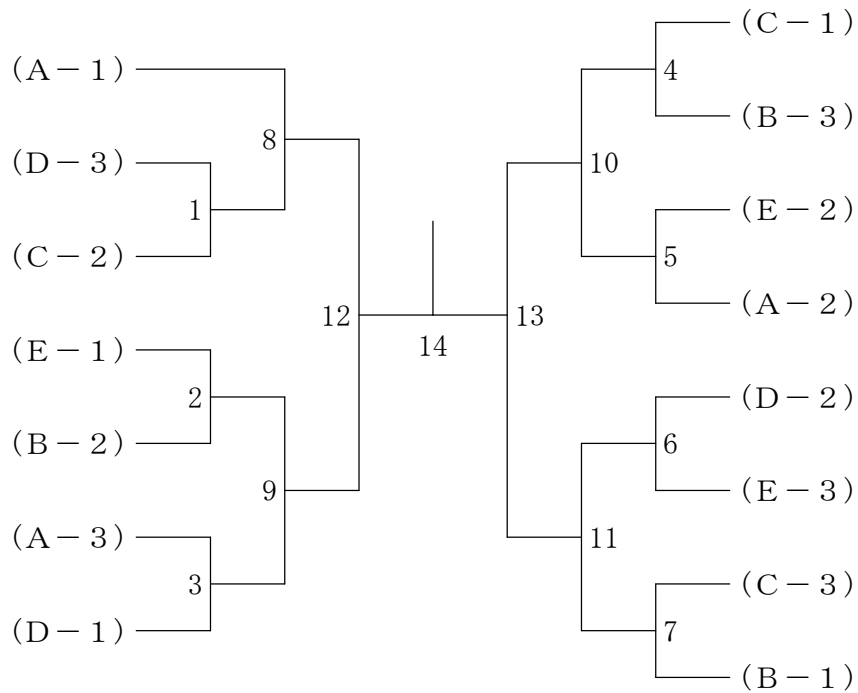 (A-1)
(D-3)
(C-2)
(E-1)
(B-2)
(A-3)
(D-1)
1
2
3
8
9
12
14
13
10
11
4
5
6
7
(C-1)
(B-3)
(E-2)
(A-2)
(D-2)
(E-3)
(C-3)
(B-1)